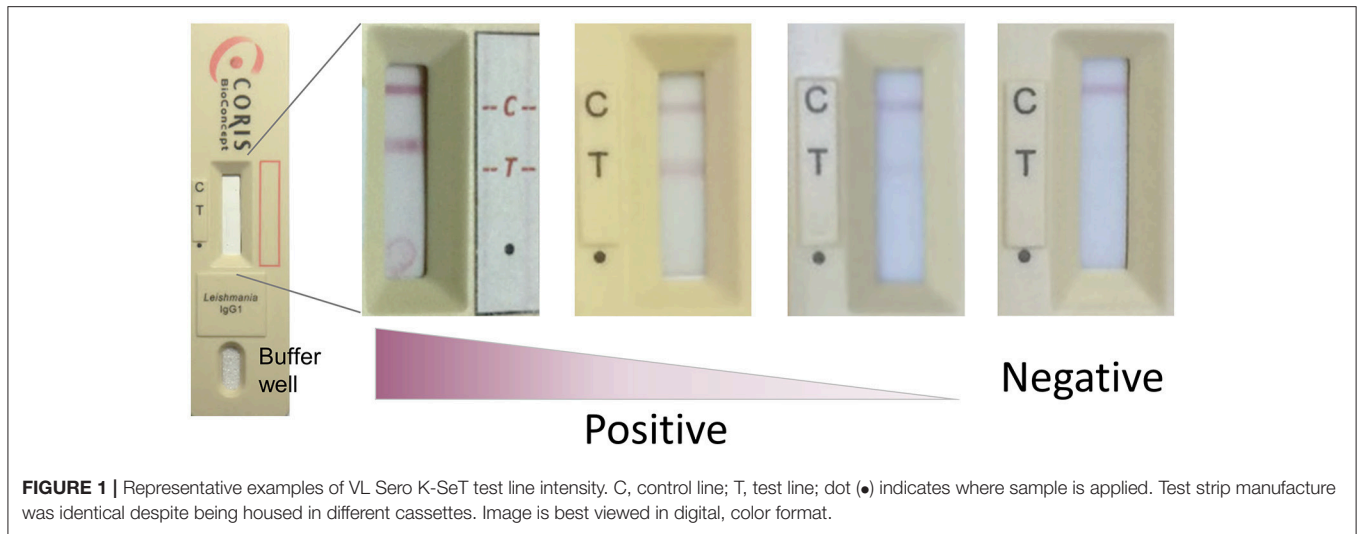 CORIS
BioConcept
C
T
Leishmania
IgG1
Buffer
well
--C--
--T--
C
T
C
T
C
T
Positive
Negative
FIGURE 1 | Representative examples of VL Sero K-SeT test line intensity. C, control line; T, test line; dot (•) indicates where sample is applied. Test strip manufacture
was identical despite being housed in different cassettes. Image is best viewed in digital, color format.